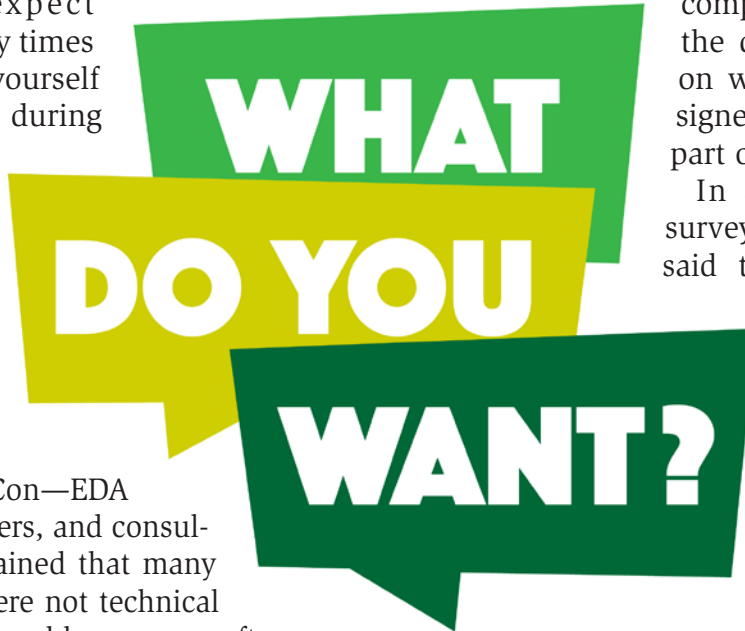 expect
times
yourself
during
WHAT
DO YOU
WANT?
Con—EDA
ers, and consul-
ained that many
ere not technical
the
on
signe
part
In
survey
said